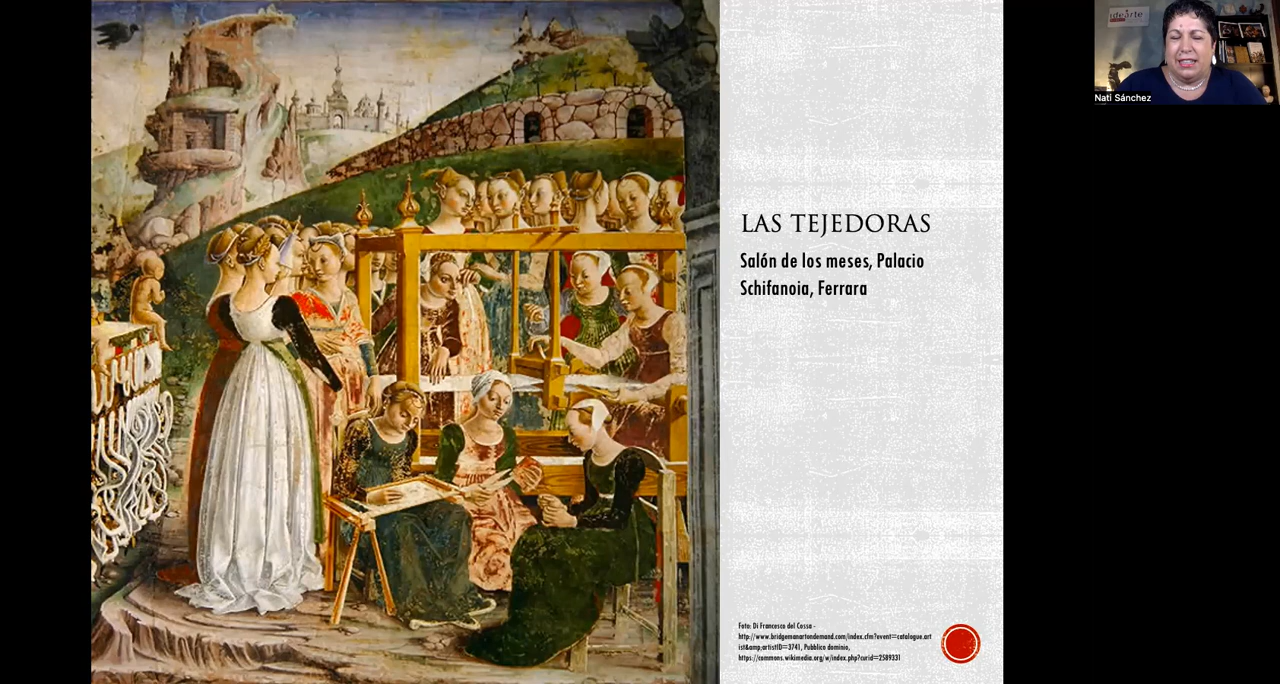 LAS TEJEDORAS
Salón de los meses, Palacio
Schifanoia, Ferrara
Foto: Di Francesco del Cossa -
http://www.bridgemanartondemand.com/index.cfm?event=catalogue.art
ist&amp;artistID=3741, Pubblico dominio,
https://commons.wikimedia.org/w/index.php?curid=2589331
idearte
Nati Sánchez